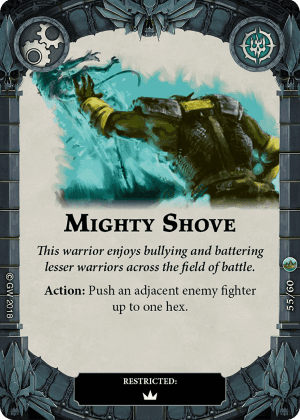 MIGHTY SHOVE
This warrior enjoys bullying and battering
lesser warriors across the field of battle.
Action: Push an adjacent enemy fighter
up to one hex.
© GW 2018
55/60
RESTRICTED: